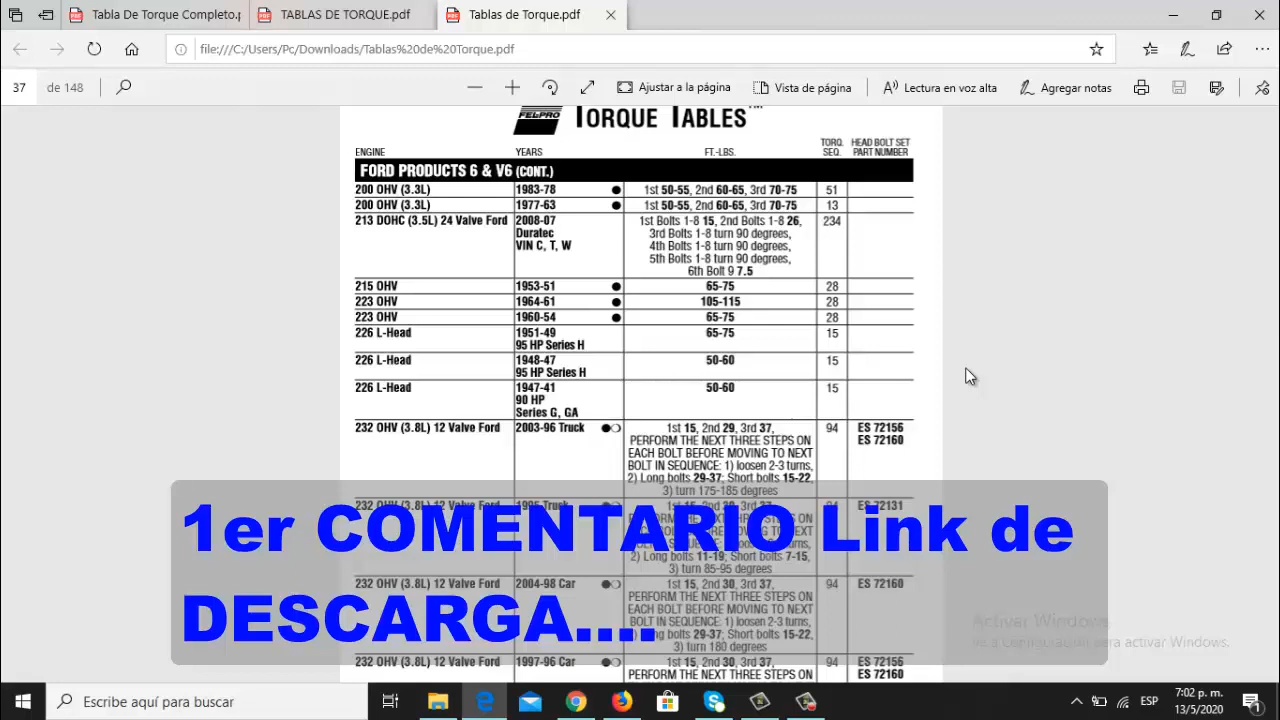 Tabla De Torque Completo.p
TABLAS DE TORQUE.pdf
Tablas de Torque.pdf
file:///C:/Users/Pc/Downloads/Tablas%20de%20Torque.pdf
37 de 148
Ajustar a la página
Vista de página
Lectura en voz alta
Agregar notas
FEL-PRO TORQUE TABLES™
ENGINE YEARS FT.-LBS. TORQ. SEQ. HEAD BOLT SET PART NUMBER
FORD PRODUCTS 6 & V6 (CONT.)
200 OHV (3.3L) 1983-78 ● 1st 50-55, 2nd 60-65, 3rd 70-75 51
200 OHV (3.3L) 1977-63 ● 1st 50-55, 2nd 60-65, 3rd 70-75 13
213 DOHC (3.5L) 24 Valve Ford 2008-07 1st Bolts 1-8 15, 2nd Bolts 1-8 26, 234
Duratec 3rd Bolts 1-8 turn 90 degrees,
VIN C, T, W 4th Bolts 1-8 turn 90 degrees,
5th Bolts 1-8 turn 90 degrees,
6th Bolt 9 7.5
215 OHV 1953-51 ● 65-75 28
223 OHV 1964-61 ● 105-115 28
223 OHV 1960-54 ● 65-75 28
226 L-Head 1951-49 65-75 15
95 HP Series H
226 L-Head 1948-47 50-60 15
95 HP Series H
226 L-Head 1947-41 50-60 15
90 HP
Series G, GA
232 OHV (3.8L) 12 Valve Ford 2003-96 Truck ●○ 1st 15, 2nd 29, 3rd 37, 94 ES 72156
PERFORM THE NEXT THREE STEPS ON ES 72160
EACH BOLT BEFORE MOVING TO NEXT
BOLT IN SEQUENCE: 1) loosen 2-3 turns,
2) Long bolts 29-37; Short bolts 15-22,
3) turn 175-185 degrees
232 OHV (3.8L) 12 Valve Ford 1995 Truck 94 ES 72131
2) Long bolts 11-19; Short bolts 7-15,
3) turn 85-95 degrees
232 OHV (3.8L) 12 Valve Ford 2004-98 Car ●○ 1st 15, 2nd 30, 3rd 37, 94 ES 72160
PERFORM THE NEXT THREE STEPS ON
EACH BOLT BEFORE MOVING TO NEXT
BOLT IN SEQUENCE: 1) loosen 2-3 turns,
2) Long bolts 29-37; Short bolts 15-22,
3) turn 180 degrees
232 OHV (3.8L) 12 Valve Ford 1997-96 Car ●○ 1st 15, 2nd 30, 3rd 37, 94 ES 72156
PERFORM THE NEXT THREE STEPS ON ES 72160
1er COMENTARIO Link de
DESCARGA....
Activar Windows
para activar Windows.
Escribe aquí para buscar
ESP
7:02 p. m.
13/5/2020
1